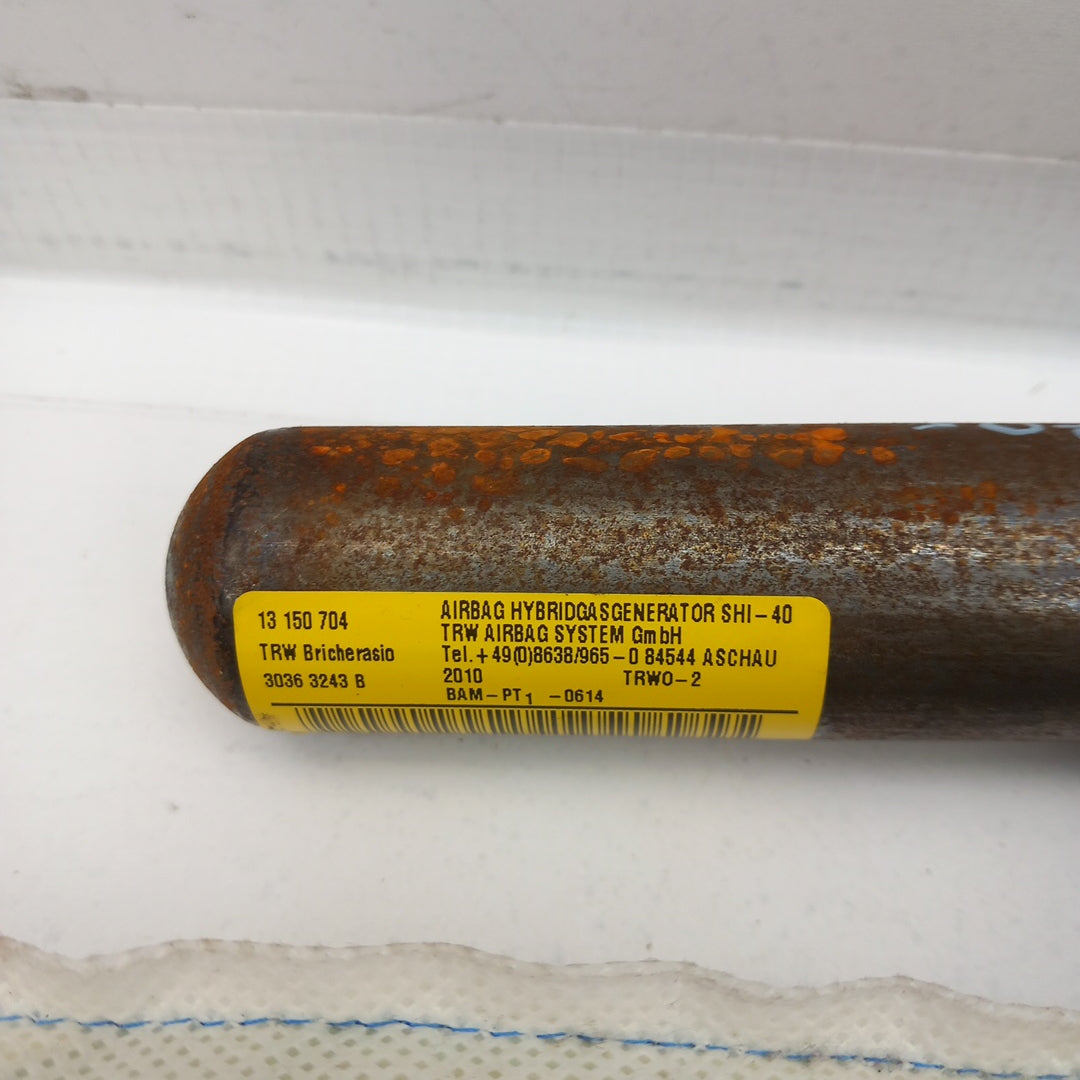 13 150 704
TRW Bricherasio
3036 3243 B
AIRBAG HYBRIDGASGENERATOR SHI-40
TRW AIRBAG SYSTEM GmbH
Tel.+49(0)8638/965-0 84544 ASCHAU
2010 TRWO-2
BAM-PT1 -0614